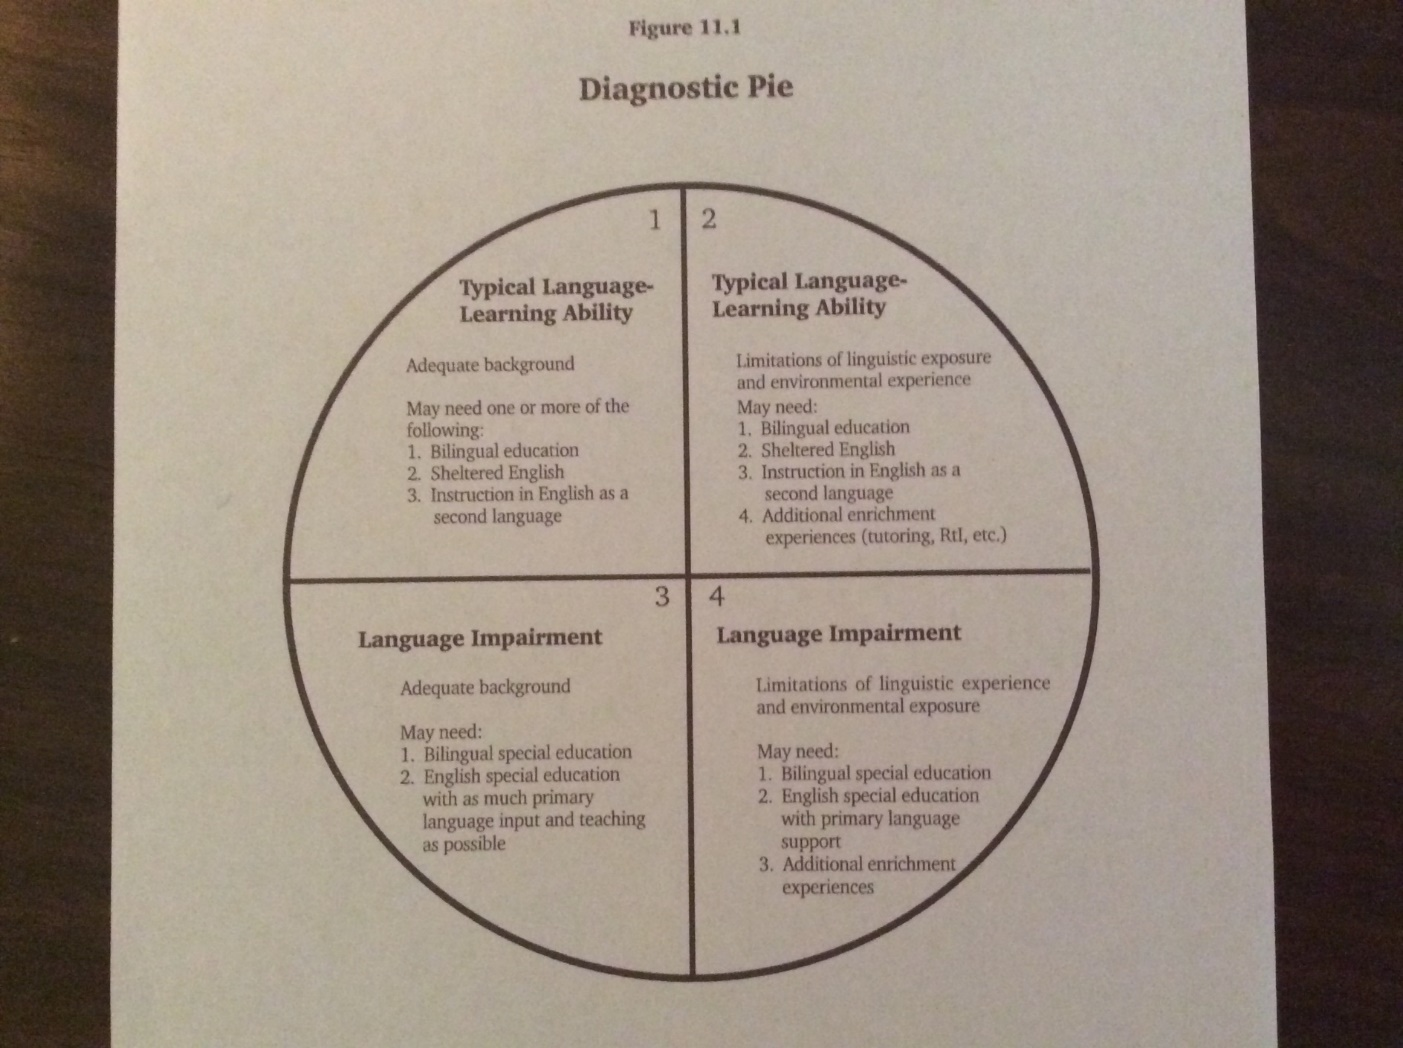 Figure 11.1
Diagnostic Pie
1
Typical Language-
Learning Ability
Adequate background
May need one or more of the
following:
1. Bilingual education
2. Sheltered English
3. Instruction in English as a
second language
2
Typical Language-
Learning Ability
Limitations of linguistic exposure
and environmental experience
May need:
1. Bilingual education
2. Sheltered English
3. Instruction in English as a
second language
4. Additional enrichment
experiences (tutoring, RtI, etc.)
3
Language Impairment
Adequate background
May need:
1. Bilingual special education
2. English special education
with as much primary
language input and teaching
as possible
4
Language Impairment
Limitations of linguistic experience
and environmental exposure
May need:
1. Bilingual special education
2. English special education
with primary language
support
3. Additional enrichment
experiences